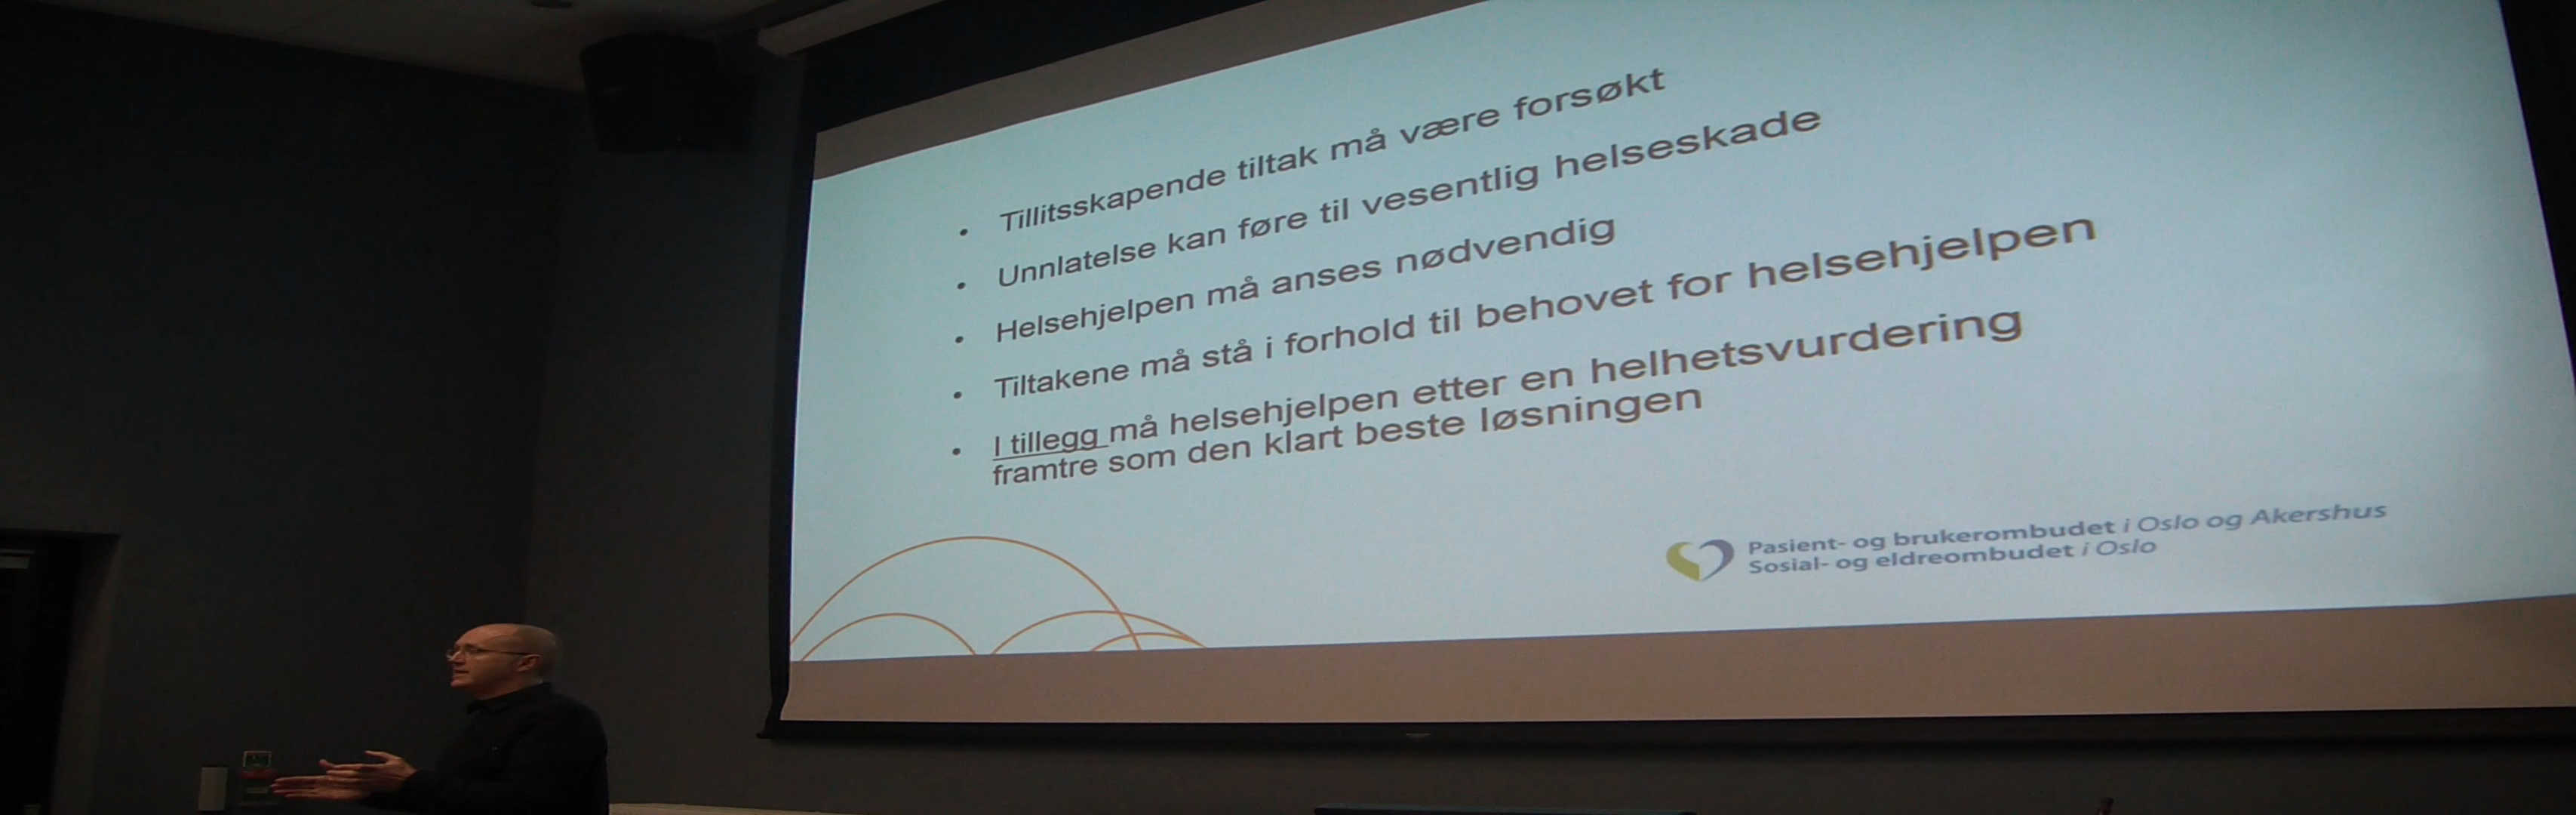 • Tillitsskapende tiltak må være forsøkt
• Unnlatelse kan føre til vesentlig helseskade
• Helsehjelpen må anses nødvendig
• Tiltakene må stå i forhold til behovet for helsehjelpen
• I tillegg må helsehjelpen etter en helhetsvurdering
framtre som den klart beste løsningen
Pasient- og brukerombudet i Oslo og Akershus
Sosial- og eldreombudet i Oslo